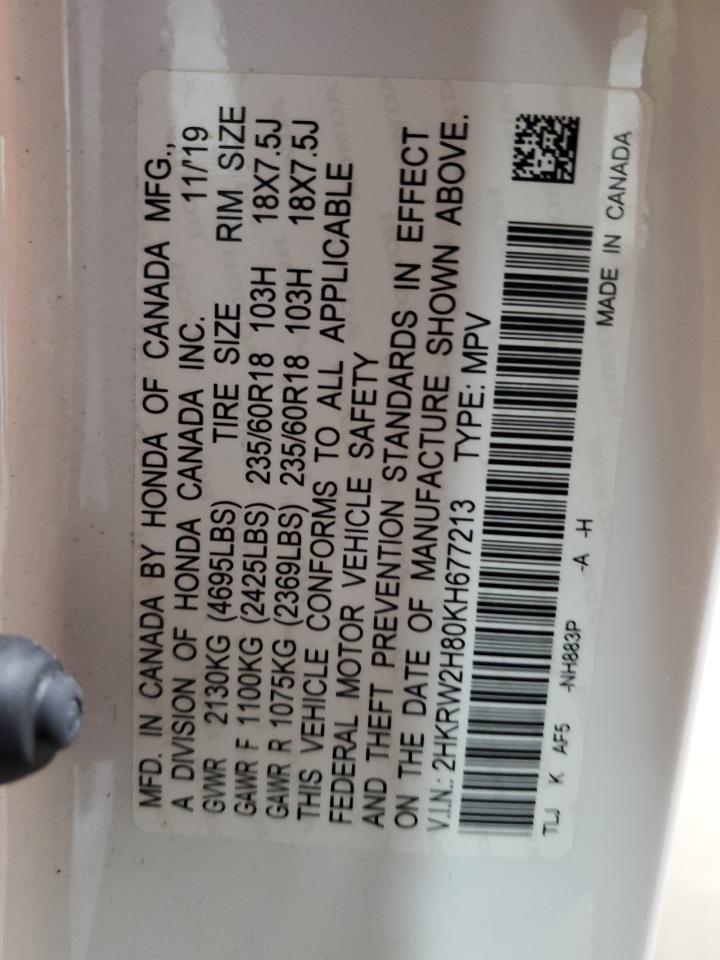 MFD. IN CANADA BY HONDA OF CANADA MFG.,
A DIVISION OF HONDA CANADA INC. 11/'19
GVWR 2130KG (4695LBS) TIRE SIZE RIM SIZE
GAWR F 1100KG (2425LBS) 235/60R18 103H 18X7.5J
GAWR R 1075KG (2369LBS) 235/60R18 103H 18X7.5J
THIS VEHICLE CONFORMS TO ALL APPLICABLE
FEDERAL MOTOR VEHICLE SAFETY
AND THEFT PREVENTION STANDARDS IN EFFECT
ON THE DATE OF MANUFACTURE SHOWN ABOVE.
V.I.N.: 2HKRW2H80KH677213 TYPE: MPV
TLJ K AF5 -NH883P -A -H MADE IN CANADA